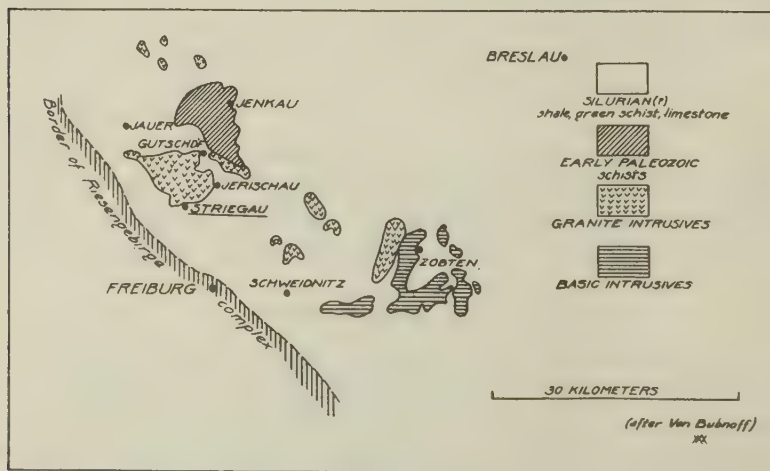 BRESLAU
JENKAU
JAUER
GUTSCHDF
JERISCHAU
STRIEGAU
ZOBTEN
SCHWEIDNITZ
FREIBURG
Border of Riesengebirge complex
SILURIAN(?)
shale, green schist, limestone
EARLY PALEOZOIC
schists
GRANITE INTRUSIVES
BASIC INTRUSIVES
30 KILOMETERS
(after Von Bubnoff)